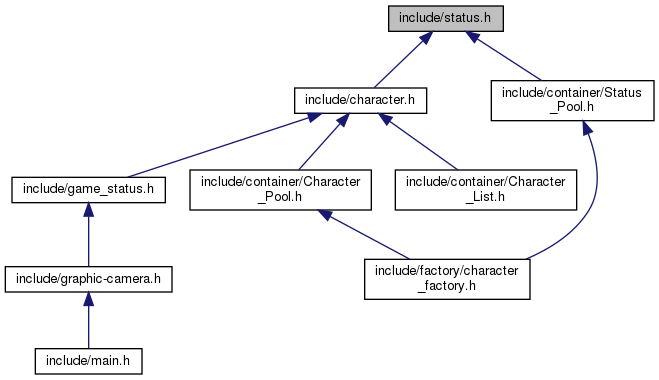 include/status.h
include/character.h
include/container/Status
_Pool.h
include/game_status.h
include/container/Character
_Pool.h
include/container/Character
_List.h
include/graphic-camera.h
include/factory/character
_factory.h
include/main.h